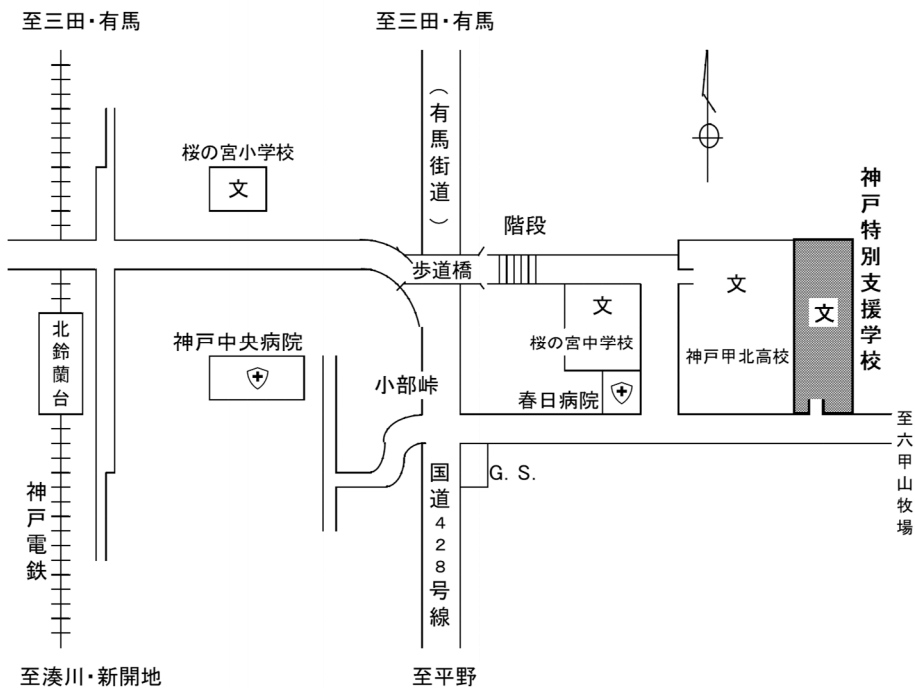 至三田・有馬
至三田・有馬
（有馬街道）
桜の宮小学校
文
階段
神戸特別支援学校
歩道橋
文
文
文
北鈴蘭台
神戸中央病院
桜の宮中学校
神戸甲北高校
小部峠
春日病院
至六甲山牧場
G. S.
神戸電鉄
国道428号線
至湊川・新開地
至平野